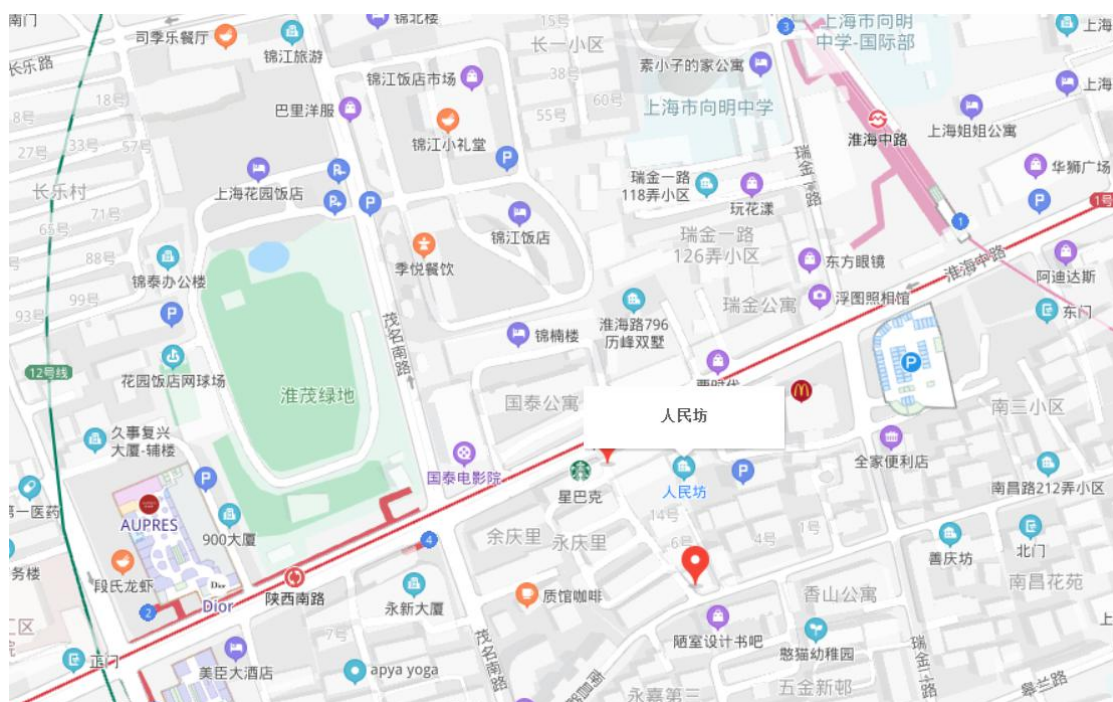 南门
司季乐餐厅
锦江旅游
锦北楼
15号
长一小区
38号
上海市向明
中学-国际部
3
上海
长乐路
锦江饭店市场
素小子的家公寓
上海
18号
巴里洋服
60号
55号
上海市向明中学
8号
锦江小礼堂
淮海中路
上海姐姐公寓
27号
33号
57号
P
华狮广场
长乐村
上海花园饭店
瑞金一路
118弄小区
玩花漾
P
1号
71号
P
锦江饭店
瑞金一路
126弄小区
1
65号
88号
季悦餐饮
东方眼镜
淮海中路
阿迪达斯
锦泰办公楼
99号
93号
P
瑞金公寓
浮图照相馆
东门
茂名南路
锦楠楼
淮海路796
历峰双墅
12号线
花园饭店网球场
P
淮茂绿地
国泰公寓
人民坊
南三小区
久事复兴
大厦-辅楼
国泰电影院
全家便利店
P
星巴克
人民坊
P
南昌路212弄小区
第一医药
AUPRES
900大厦
14号
1号
余庆里
永庆里
6号
4号
善庆坊
北门
4
务楼
段氏龙虾
Dior
Dior
陕西南路
永新大厦
质馆咖啡
香山公寓
南昌花苑
2
7号
陋室设计书吧
憨猫幼稚园
正门
美臣大酒店
apya yoga
茂名南路
永嘉第三
五金新邨
皋兰路
上